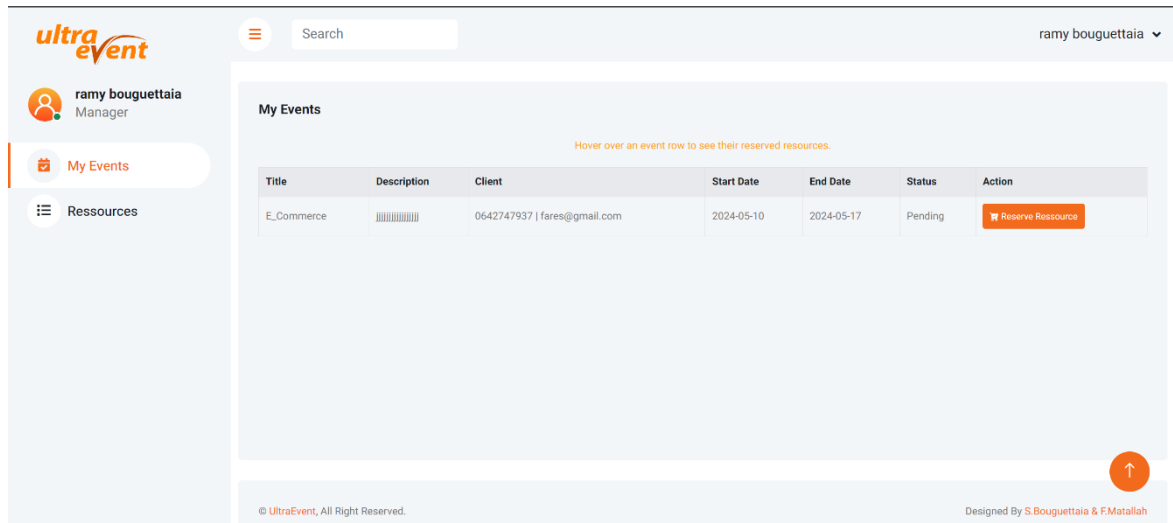 ultra
event
Search
ramy bouguettaia
ramy bouguettaia
Manager
My Events
Ressources
My Events
Hover over an event row to see their reserved resources.
Title Description Client Start Date End Date Status Action
E_Commerce 0642747937 | fares@gmail.com 2024-05-10 2024-05-17 Pending Reserve Ressource
© UltraEvent, All Right Reserved.
Designed By S.Bouguettaia & F.Matallah